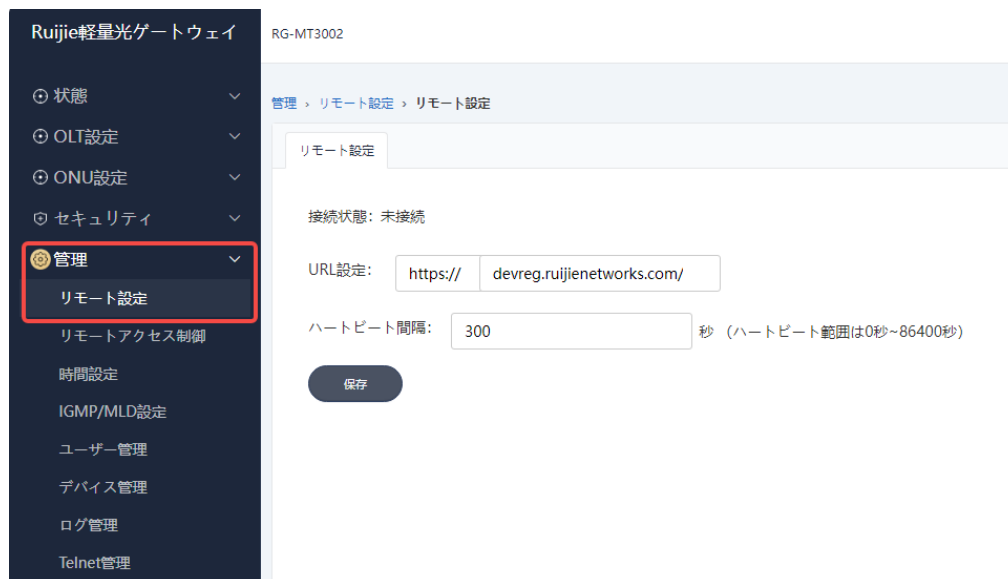 Ruijie軽量光ゲートウェイ
RG-MT3002
状態
OLT設定
ONU設定
セキュリティ
管理
リモート設定
リモートアクセス制御
時間設定
IGMP/MLD設定
ユーザー管理
デバイス管理
ログ管理
Telnet管理
管理 › リモート設定 › リモート設定
リモート設定
接続状態: 未接続
URL設定: https:// devreg.ruijienetworks.com/
ハートビート間隔: 300 秒 （ハートビート範囲は0秒~86400秒）
保存